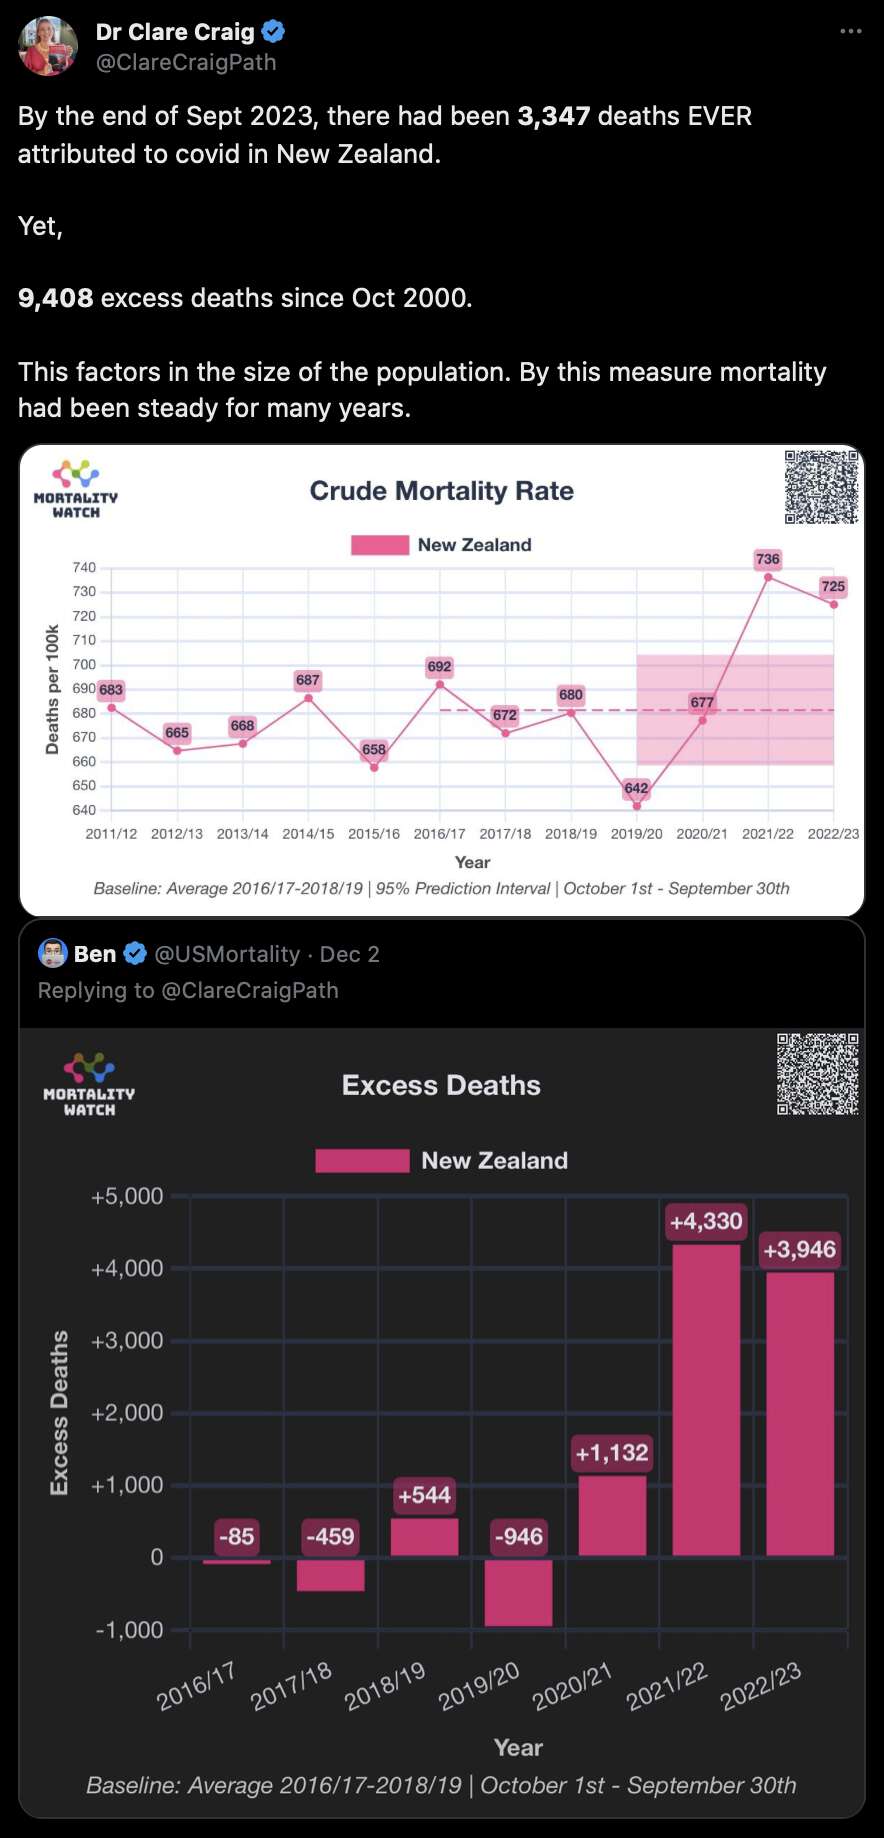 Dr Clare Craig
@ClareCraigPath
By the end of Sept 2023, there had been 3,347 deaths EVER
attributed to covid in New Zealand.
Yet,
9,408 excess deaths since Oct 2000.
This factors in the size of the population. By this measure mortality
had been steady for many years.
MORTALITY
WATCH
Crude Mortality Rate
New Zealand
Deaths per 100k
740
730
720
710
700
690
680
670
660
650
640
683
665
668
687
658
692
672
680
642
677
736
725
2011/12 2012/13 2013/14 2014/15 2015/16 2016/17 2017/18 2018/19 2019/20 2020/21 2021/22 2022/23
Year
Baseline: Average 2016/17-2018/19 | 95% Prediction Interval | October 1st - September 30th
Ben @USMortality · Dec 2
Replying to @ClareCraigPath
MORTALITY
WATCH
Excess Deaths
New Zealand
Excess Deaths
+5,000
+4,000
+3,000
+2,000
+1,000
0
-1,000
-85
-459
+544
-946
+1,132
+4,330
+3,946
2016/17 2017/18 2018/19 2019/20 2020/21 2021/22 2022/23
Year
Baseline: Average 2016/17-2018/19 | October 1st - September 30th